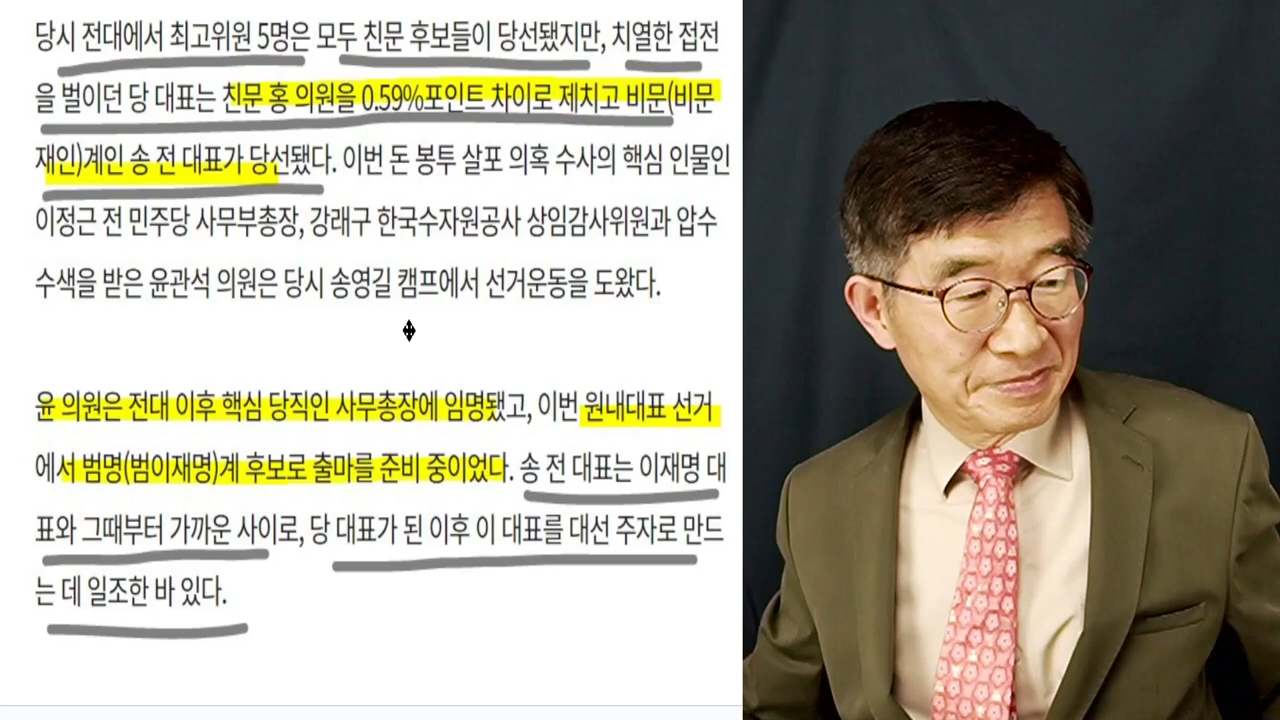 당시 전대에서 최고위원 5명은 모두 친문 후보들이 당선됐지만, 치열한 접전
을 벌이던 당 대표는 친문 홍 의원을 0.59%포인트 차이로 제치고 비문(비문
재인)계인 송 전 대표가 당선됐다. 이번 돈 봉투 살포 의혹 수사의 핵심 인물인
이정근 전 민주당 사무부총장, 강래구 한국수자원공사 상임감사위원과 압수
수색을 받은 윤관석 의원은 당시 송영길 캠프에서 선거운동을 도왔다.
윤 의원은 전대 이후 핵심 당직인 사무총장에 임명됐고, 이번 원내대표 선거
에서 범명(범이재명)계 후보로 출마를 준비 중이었다. 송 전 대표는 이재명 대
표와 그때부터 가까운 사이로, 당 대표가 된 이후 이 대표를 대선 주자로 만드
는 데 일조한 바 있다.